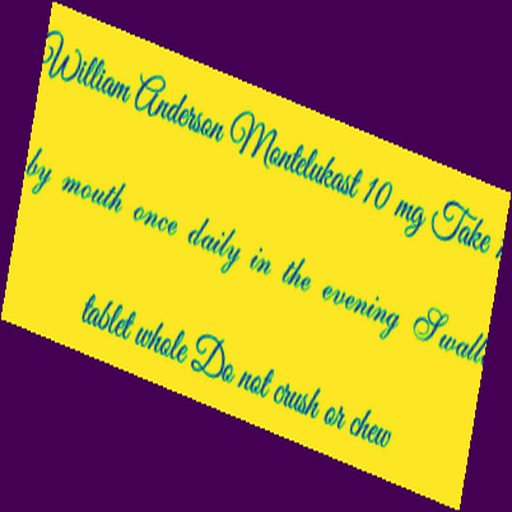 William Anderson Montelukast 10 mg Take
by mouth once daily in the evening
tablet whole Do not crush or chew